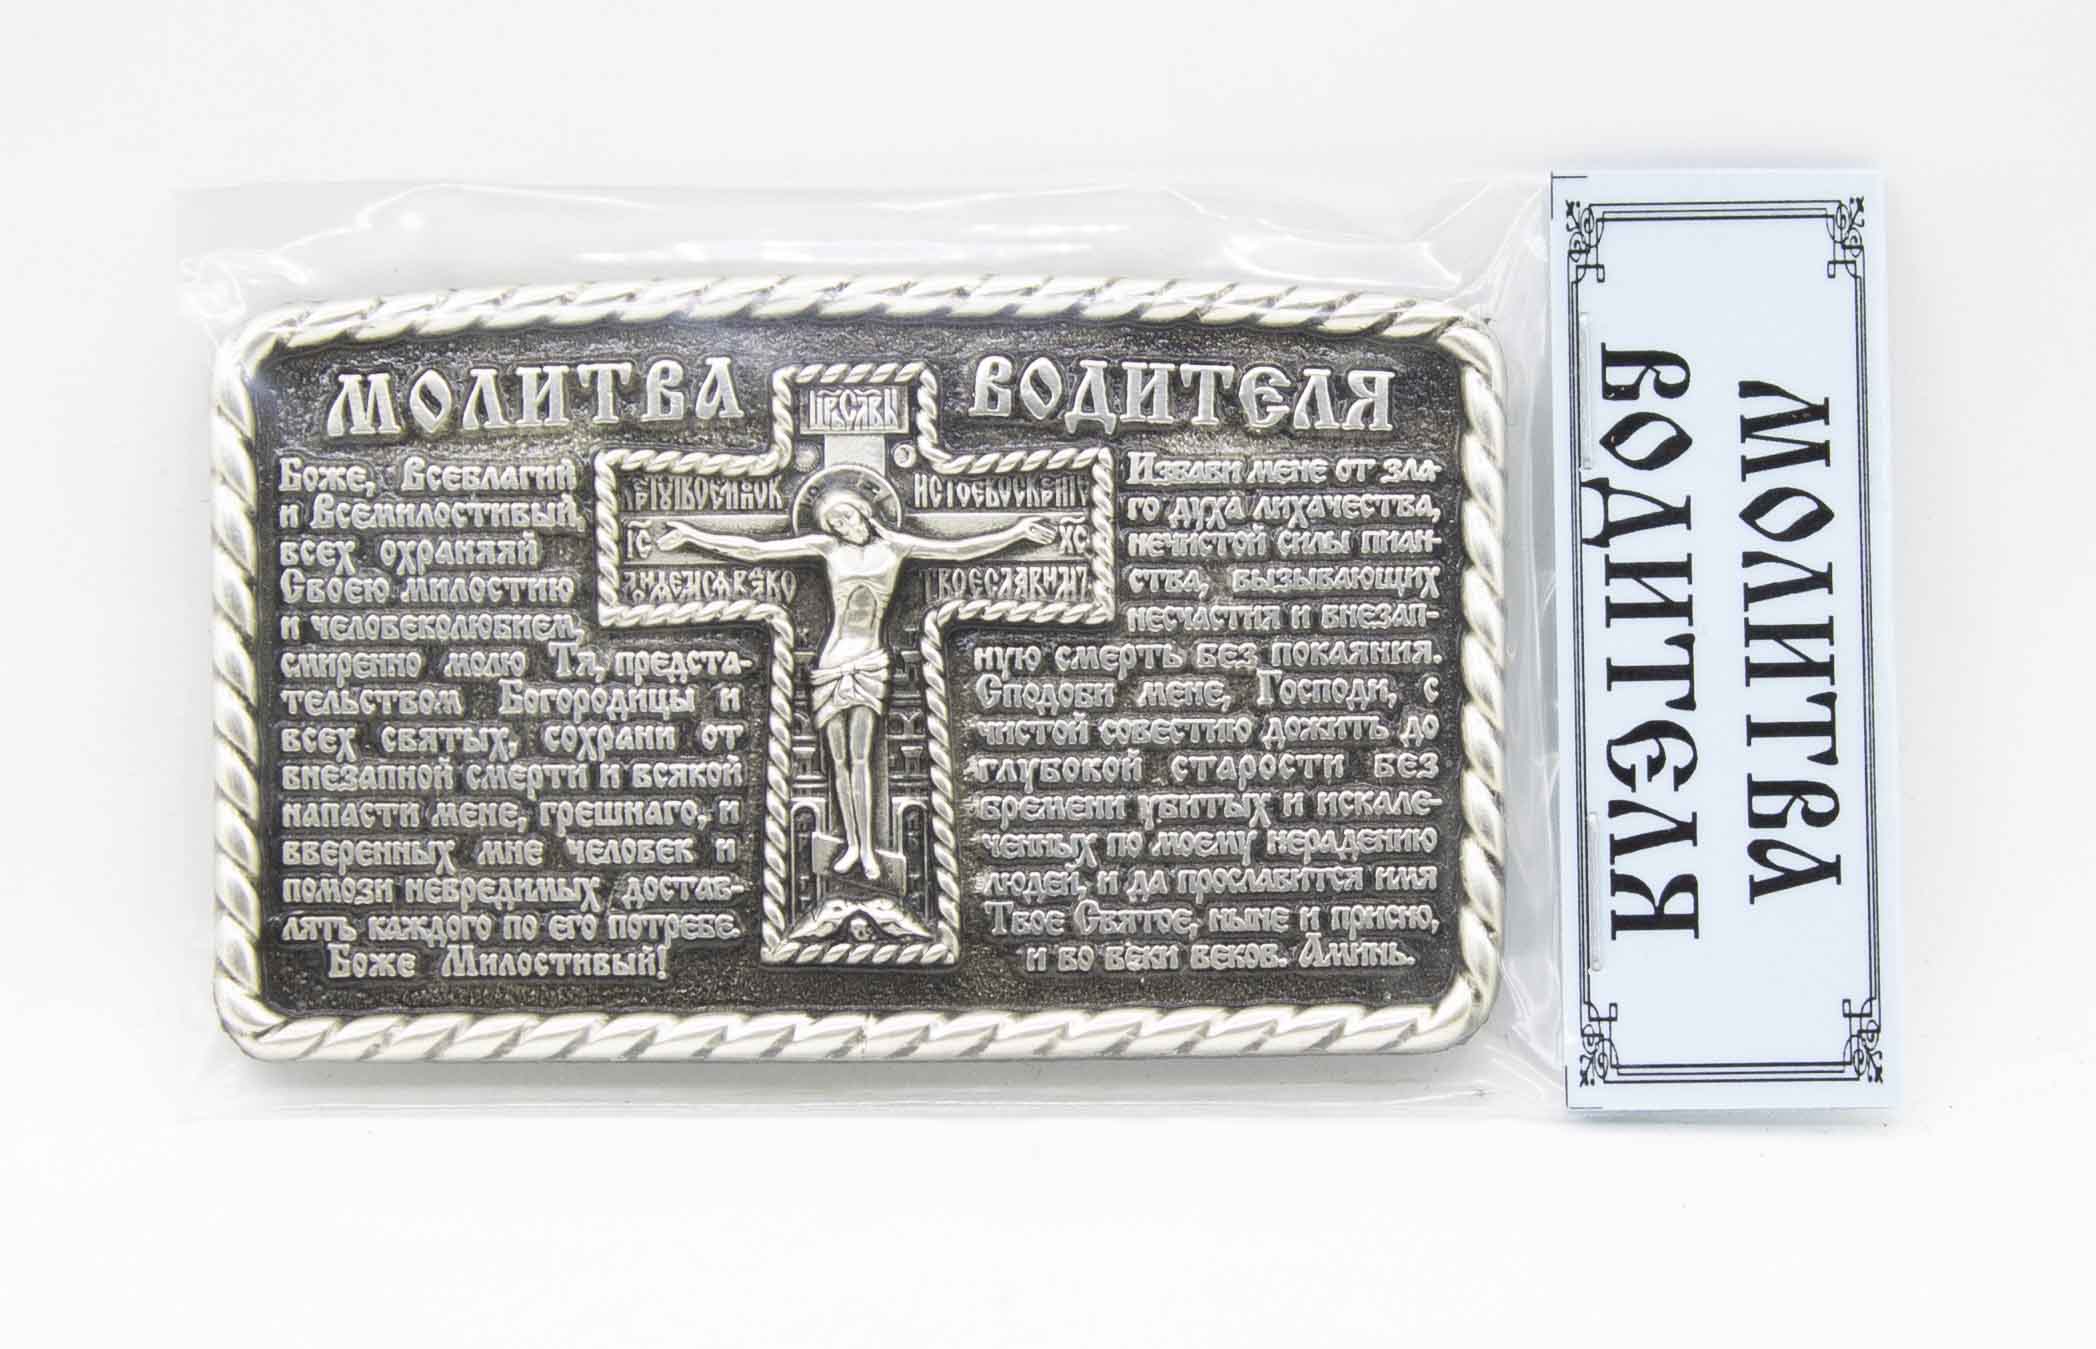 МОЛИТВА ВОДИТЕЛЯ
Боже, Всеблагий
и Всемилостивый,
всех охраняяй
Своею милостию
и человеколюбием,
смиренно молю Тя, предста-
тельством Богородицы и
всех святых, сохрани от
внезапной смерти и всякой
напасти мене, грешнаго, и
вверенных мне человек и
помози невредимых достав-
лять каждого по его потребе.
Боже Милостивый!
IС ХС
Избави мене от зла-
го духа лихачества,
нечистой силы пиан-
ства, вызывающих
несчастия и внезап-
ную смерть без покаяния.
Сподоби мене, Господи, с
чистой совестию дожить до
глубокой старости без
бремени убитых и искале-
ченных по моему нерадению
людей, и да прославится имя
Твое Святое, ныне и присно,
и во веки веков. Аминь.
МОЛИТВА
ВОДИТЕЛЯ